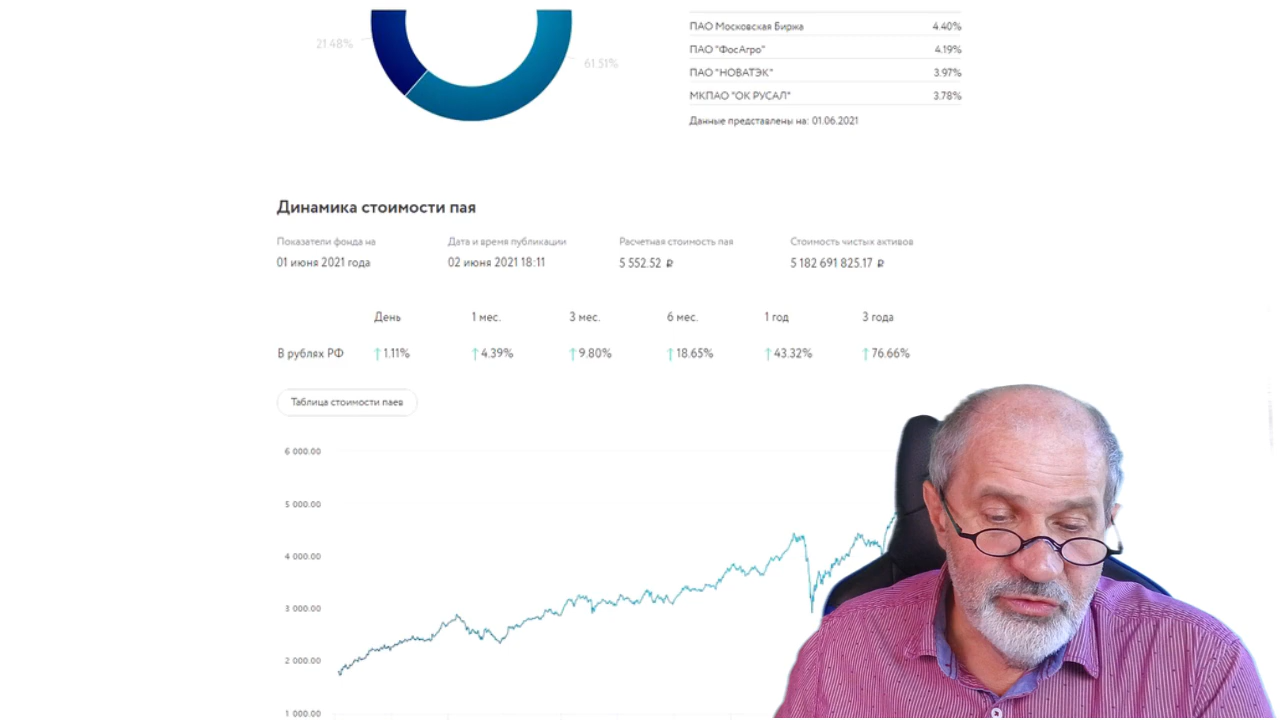 21.48%
61.51%
ПАО Московская Биржа 4.40%
ПАО "ФосАгро" 4.19%
ПАО "НОВАТЭК" 3.97%
МКПАО "ОК РУСАЛ" 3.78%
Данные представлены на: 01.06.2021
Динамика стоимости пая
Показатели фонда на Дата и время публикации Расчетная стоимость пая Стоимость чистых активов
01 июня 2021 года 02 июня 2021 18:11 5 552.52 ₽ 5 182 691 825.17 ₽
День 1 мес. 3 мес. 6 мес. 1 год 3 года
В рублях РФ ↑ 1.11% ↑ 4.39% ↑ 9.80% ↑ 18.65% ↑ 43.32% ↑ 76.66%
Таблица стоимости паев
6 000.00
5 000.00
4 000.00
3 000.00
2 000.00
1 000.00